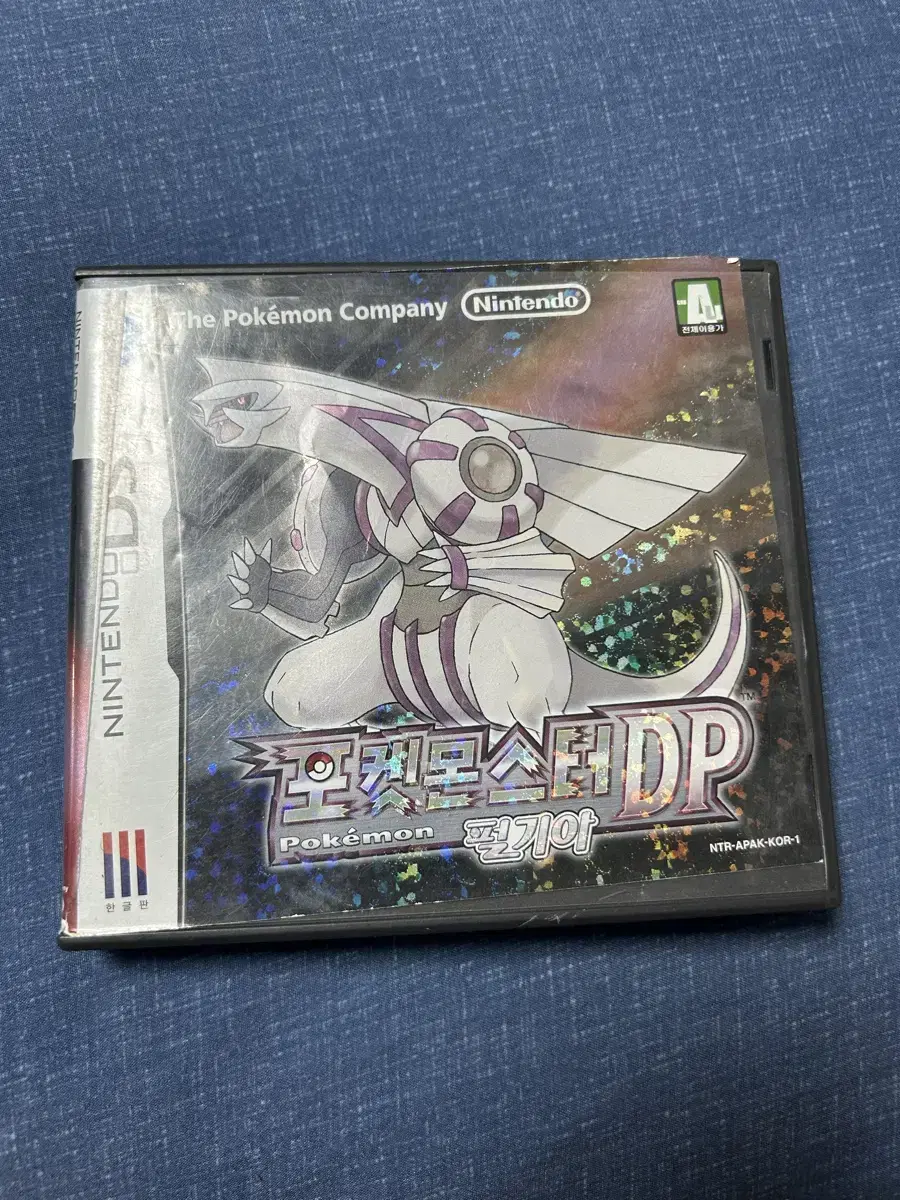 The Pokémon Company Nintendo
전체이용가
NINTENDO DS
포켓몬스터DP
TM
Pokémon 펄기아
NTR-APAK-KOR-1
한글판